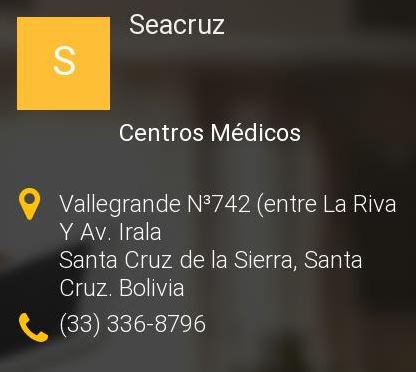 S
Seacruz
Centros Médicos
Vallegrande N³742 (entre La Riva
Y Av. Irala
Santa Cruz de la Sierra, Santa
Cruz. Bolivia
(33) 336-8796